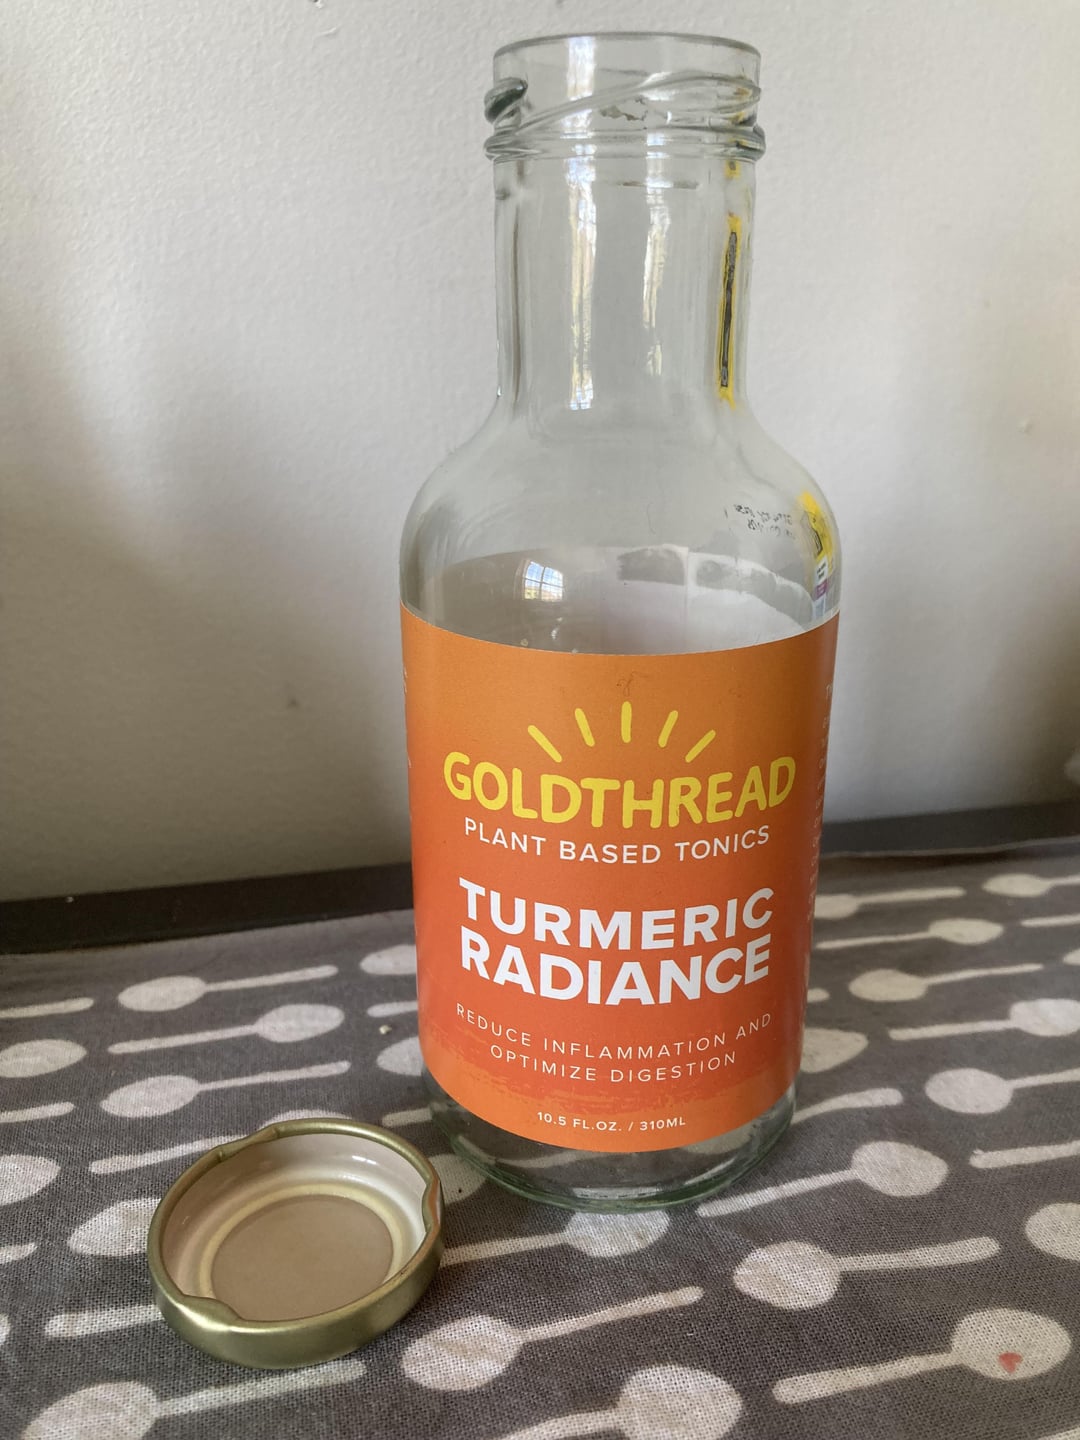 GOLDTHREAD
PLANT BASED TONICS
TURMERIC
RADIANCE
REDUCE INFLAMMATION AND
OPTIMIZE DIGESTION
10.5 FL.OZ. / 310ML